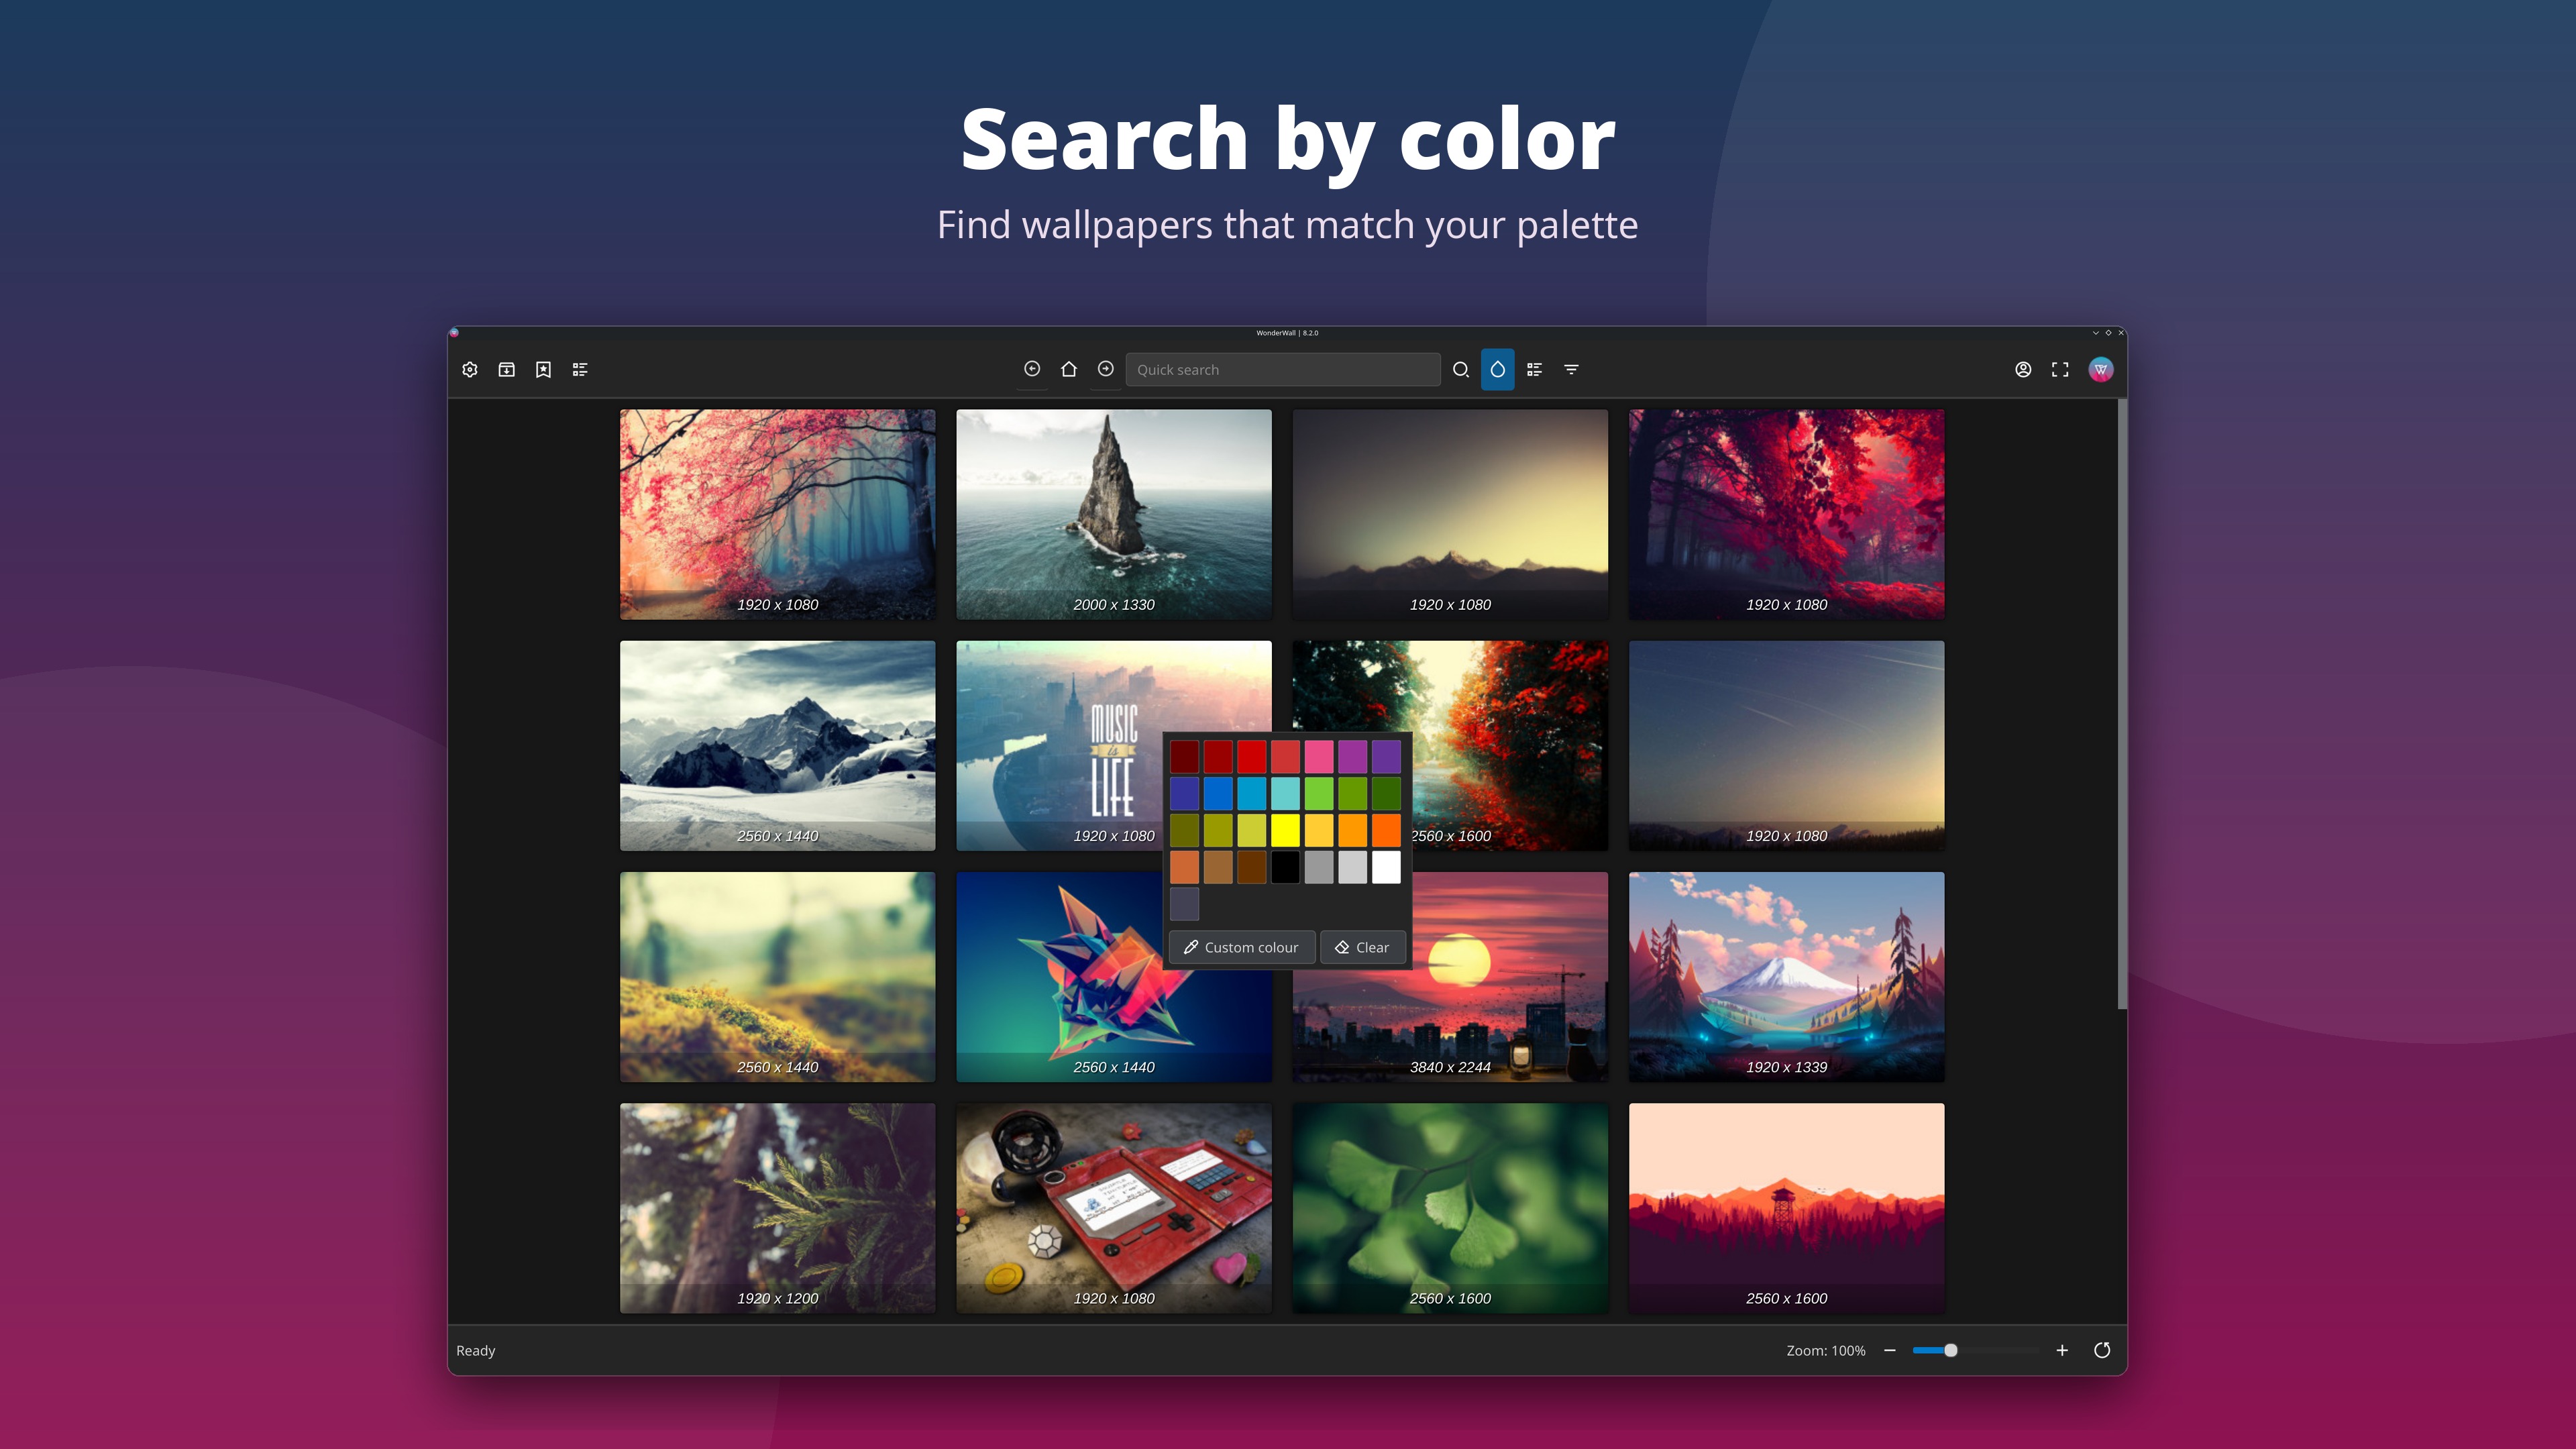 Search by color
Find wallpapers that match your palette
WonderWall | 8.2.0
Quick search
1920 x 1080
2000 x 1330
1920 x 1080
1920 x 1080
MUSIC
is
LIFE
2560 x 1440
1920 x 1080
2560 x 1600
1920 x 1080
Custom colour
Clear
2560 x 1440
2560 x 1440
3840 x 2244
1920 x 1339
1920 x 1200
1920 x 1080
2560 x 1600
2560 x 1600
Ready
Zoom: 100%